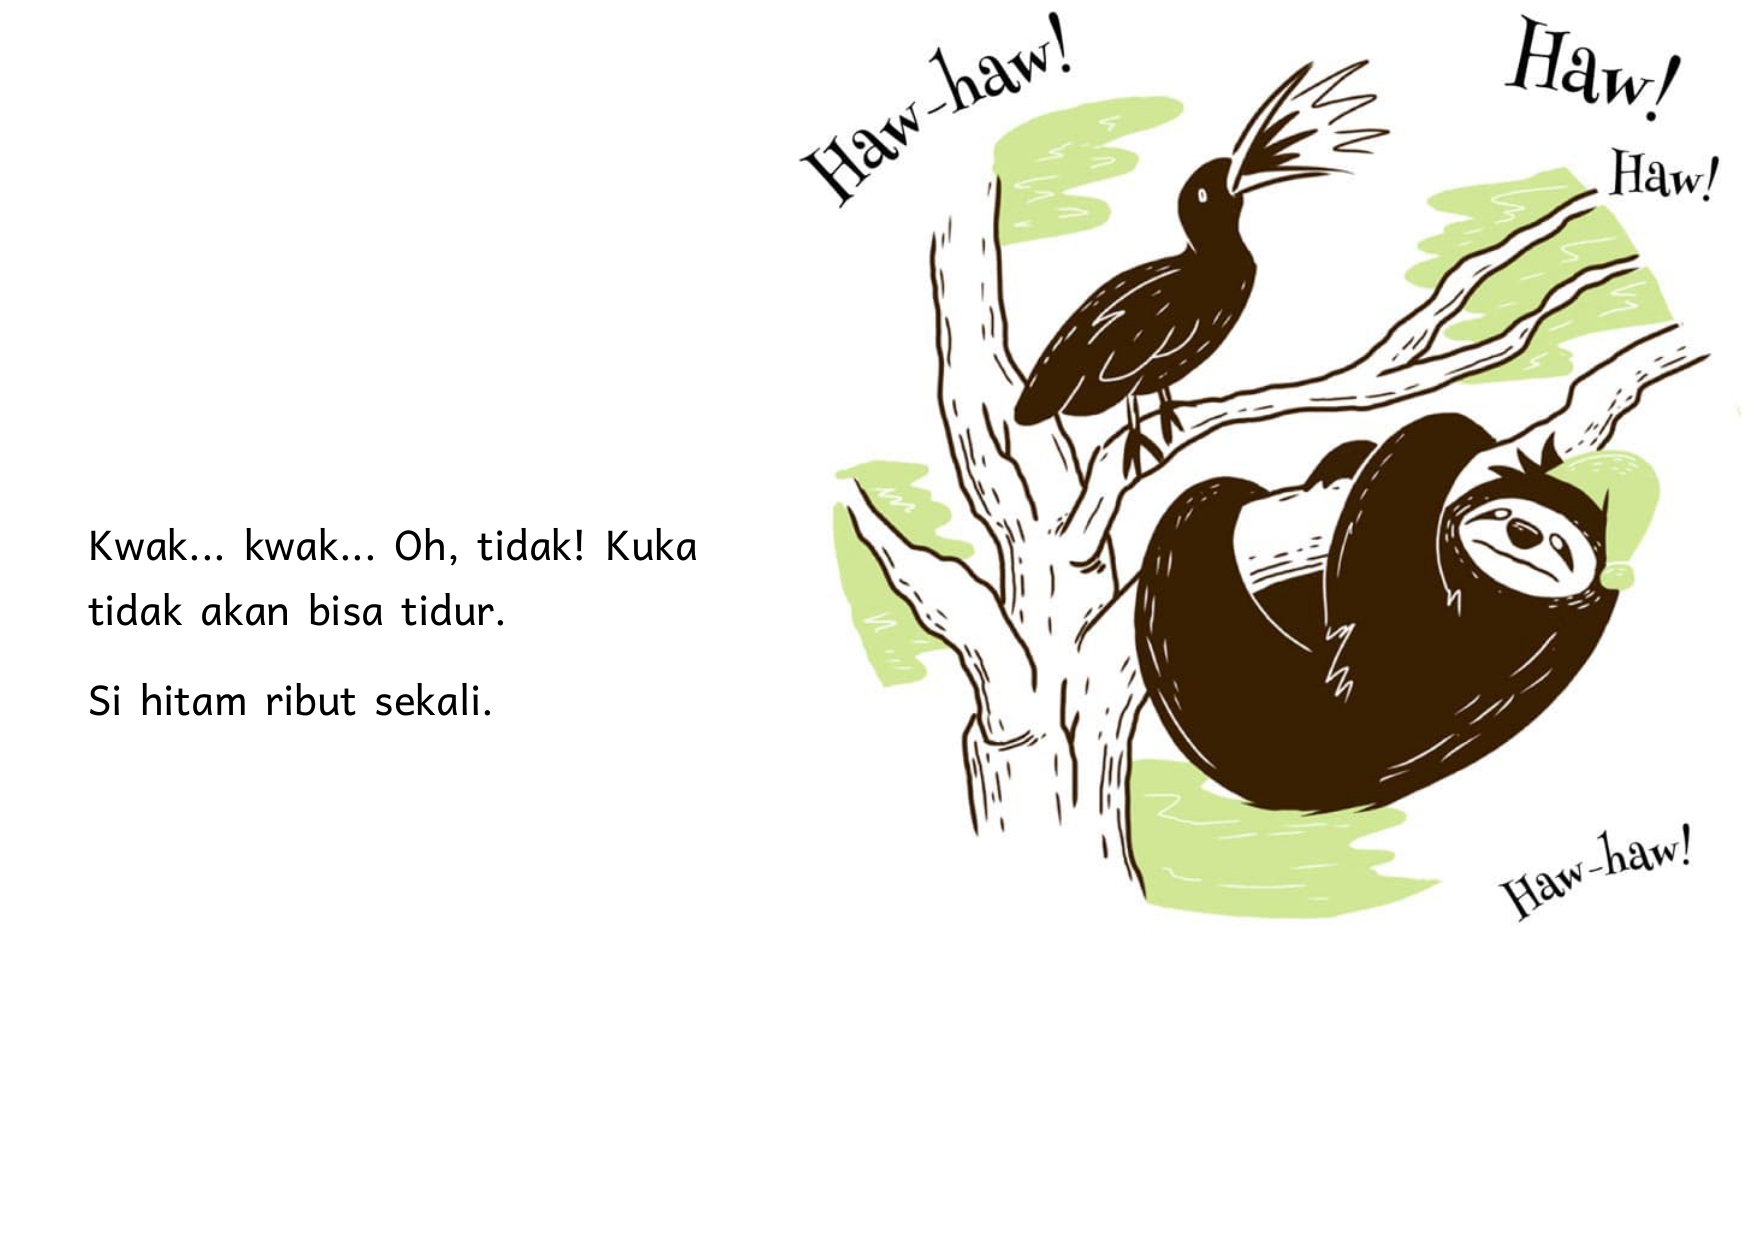 Haw-haw!
Haw!
Haw!
Kwak... kwak... Oh, tidak! Kuka
tidak akan bisa tidur.
Si hitam ribut sekali.
Haw-haw!